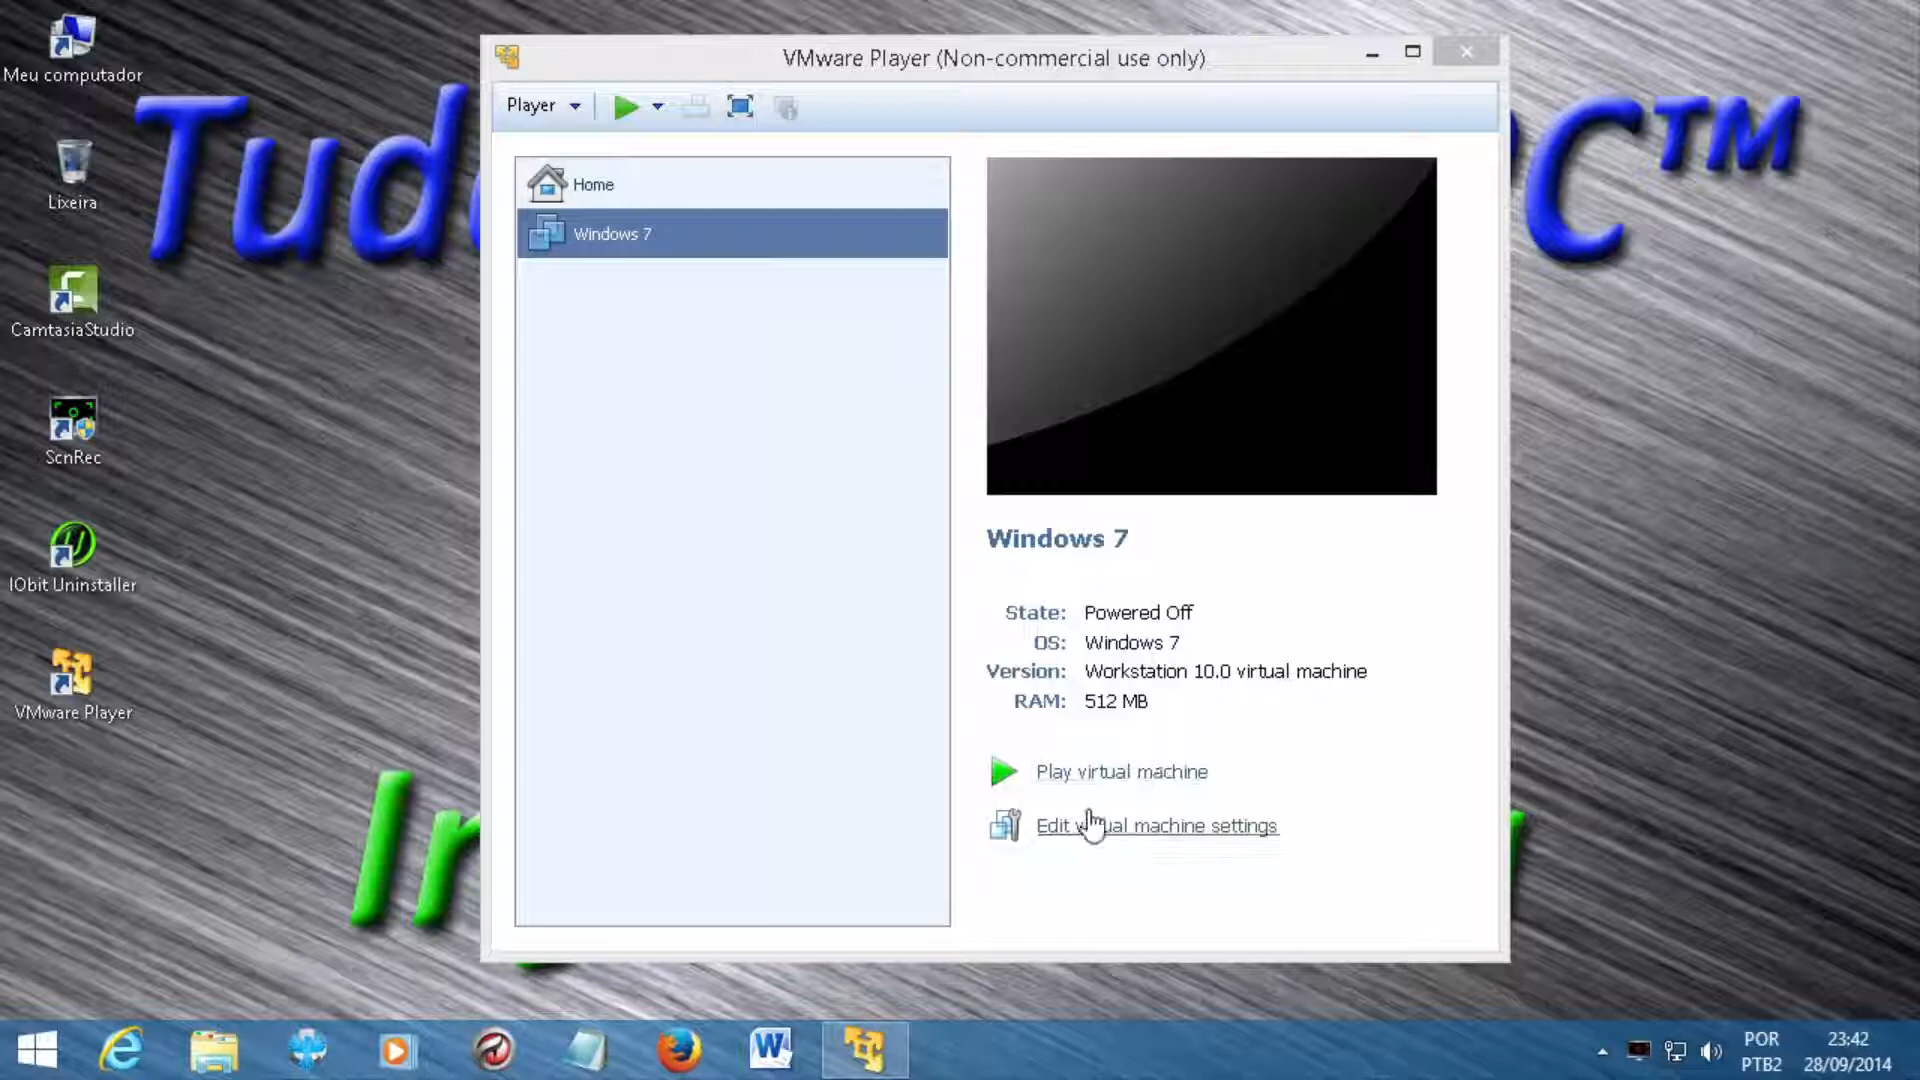 Meu computador
Lixeira
CamtasiaStudio
ScnRec
IObit Uninstaller
VMware Player
VMware Player (Non-commercial use only)
Player
Home
Windows 7
Windows 7
State: Powered Off
OS: Windows 7
Version: Workstation 10.0 virtual machine
RAM: 512 MB
Play virtual machine
Edit virtual machine settings
POR
PTB2
23:42
28/09/2014